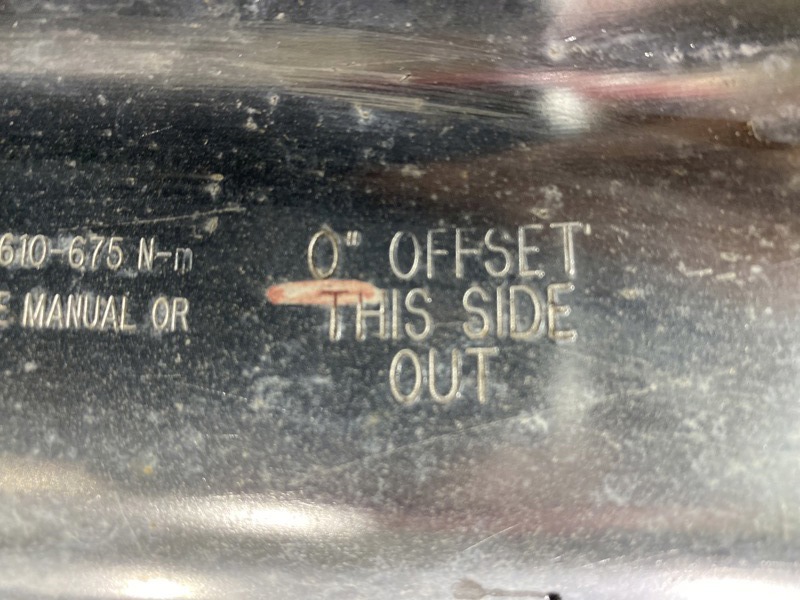 610-675 N-m
E MANUAL OR
0" OFFSET
THIS SIDE
OUT